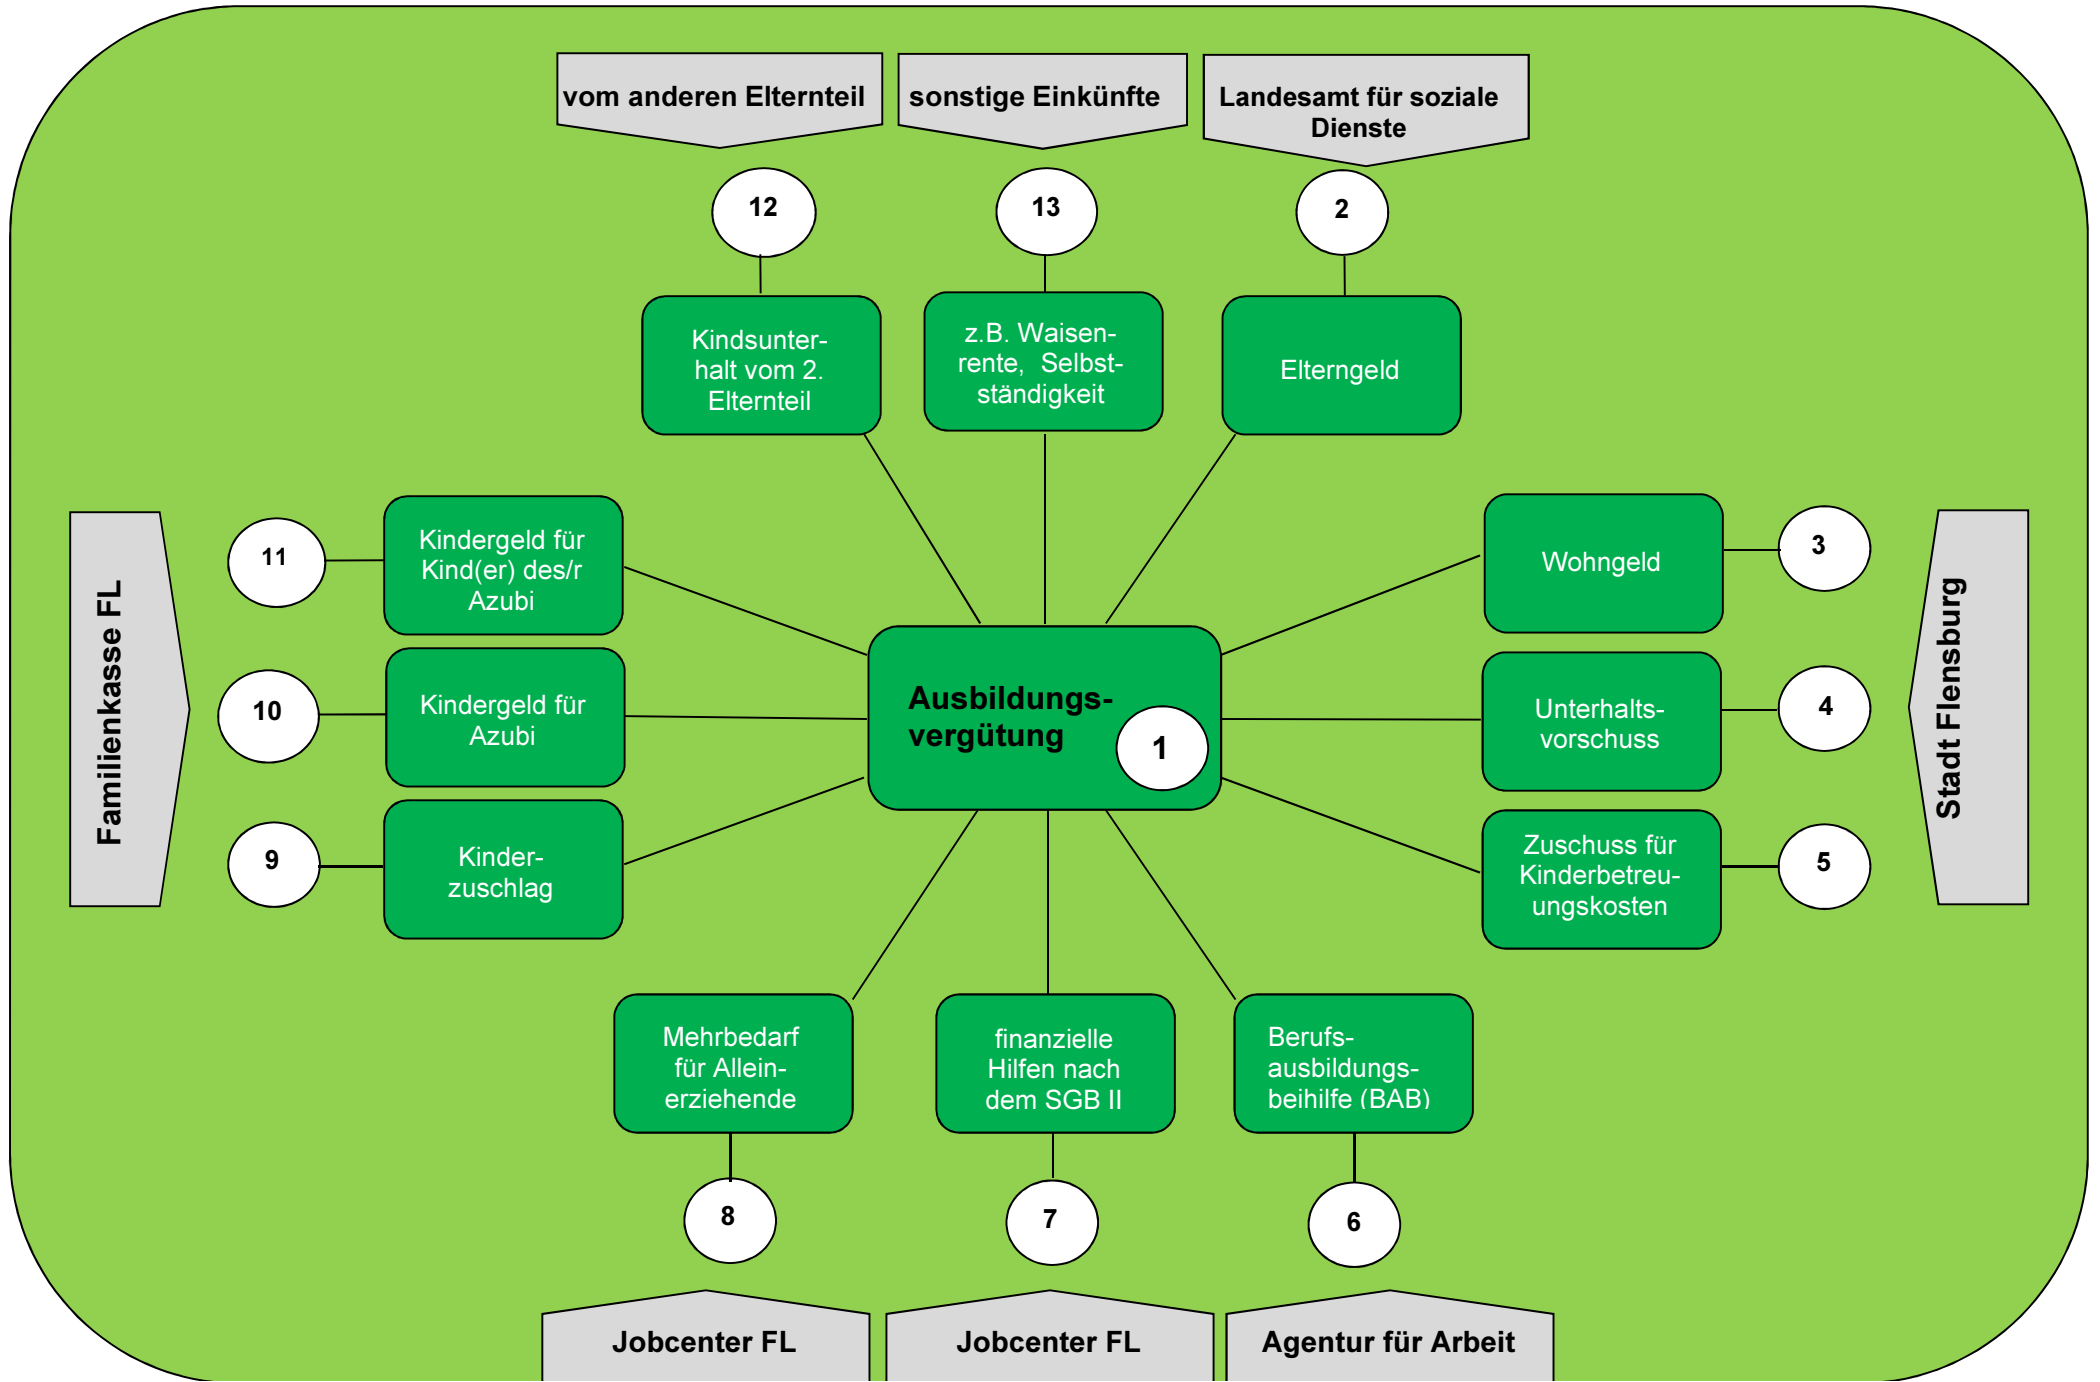 vom anderen Elternteil
sonstige Einkünfte
Landesamt für soziale
Dienste
12
13
2
Kindsunter-
halt vom 2.
Elternteil
z.B. Waisen-
rente, Selbst-
ständigkeit
Elterngeld
Familienkasse FL
11
Kindergeld für
Kind(er) des/r
Azubi
10
Kindergeld für
Azubi
9
Kinder-
zuschlag
Ausbildungs-
vergütung
1
Wohngeld
3
Unterhalts-
vorschuss
4
Zuschuss für
Kinderbetreu-
ungskosten
5
Stadt Flensburg
Mehrbedarf
für Allein-
erziehende
finanzielle
Hilfen nach
dem SGB II
Berufs-
ausbildungs-
beihilfe (BAB)
8
7
6
Jobcenter FL
Jobcenter FL
Agentur für Arbeit